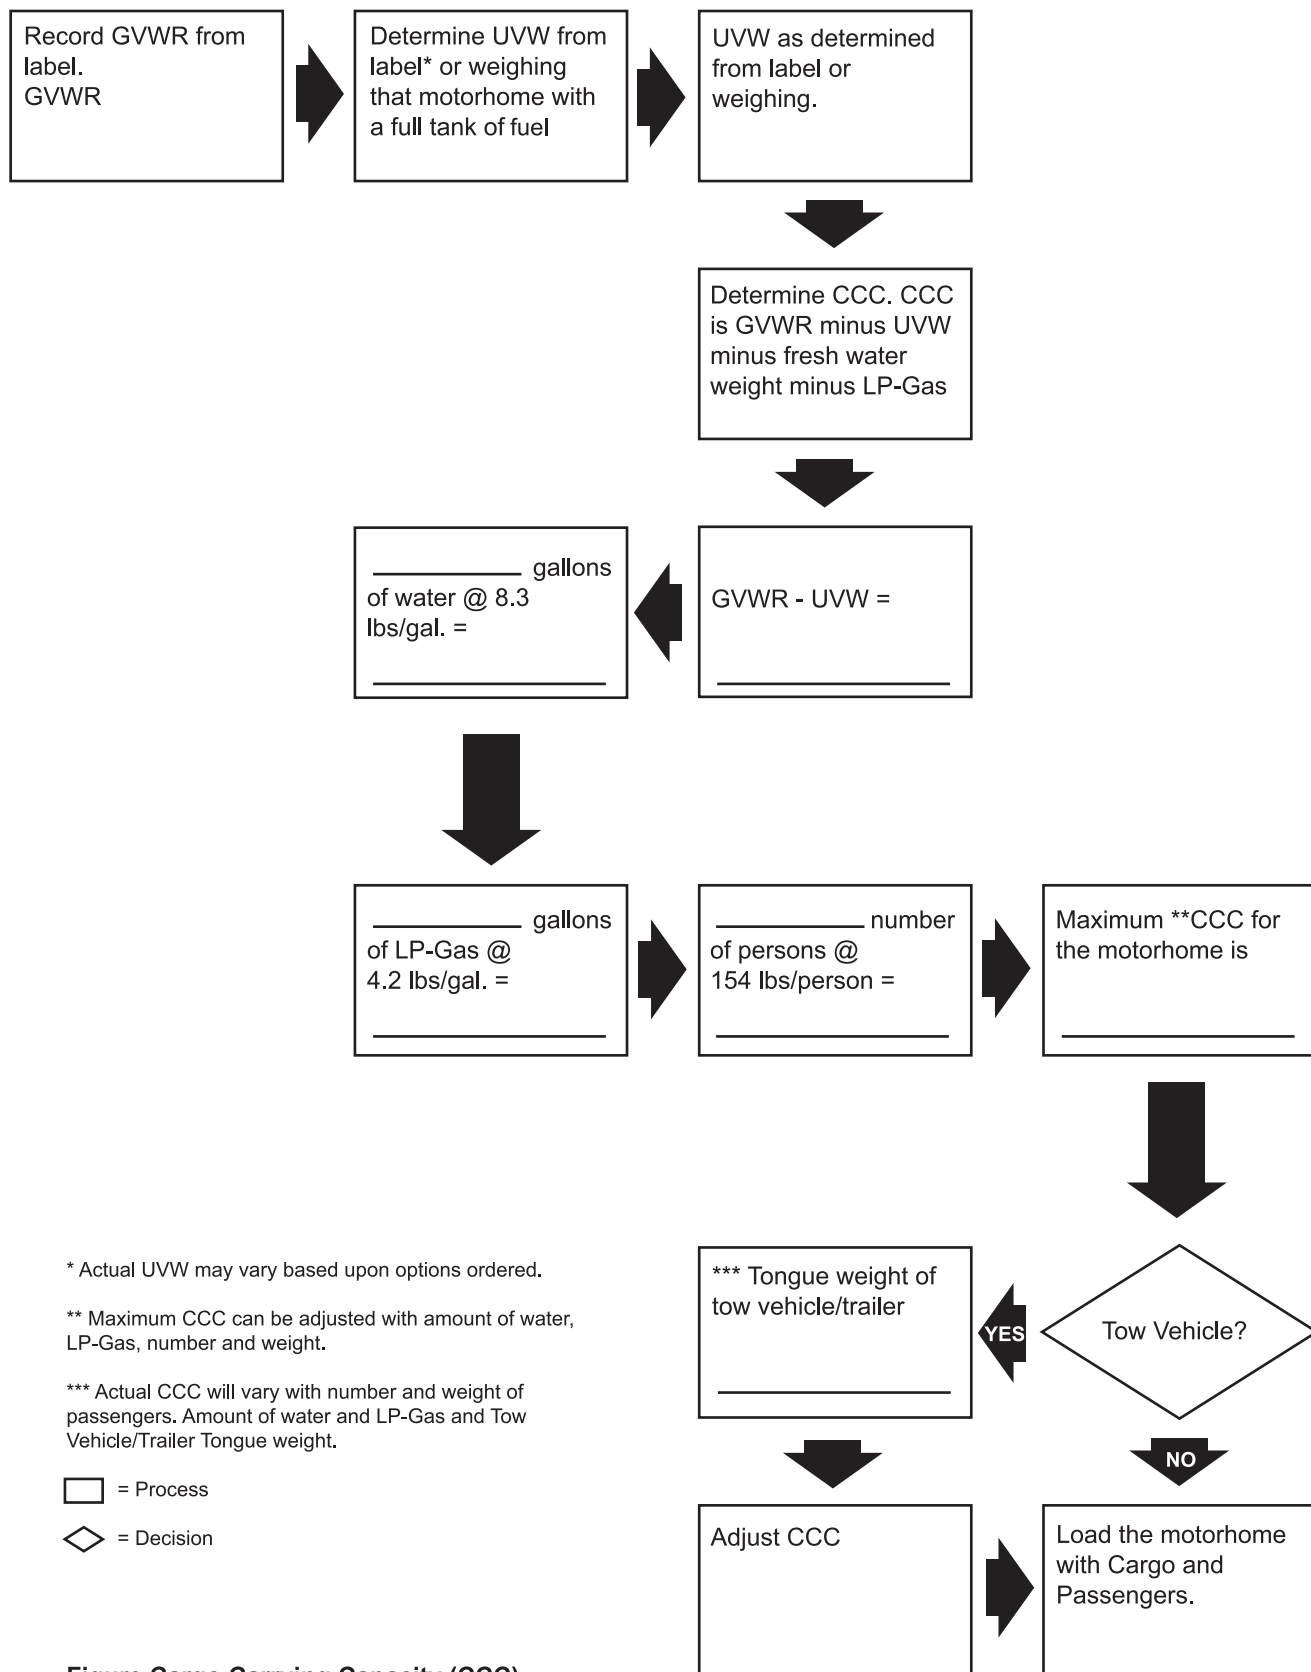 Record GVWR from
label.
GVWR
Determine UVW from
label* or weighing
that motorhome with
a full tank of fuel
UVW as determined
from label or
weighing.
Determine CCC. CCC
is GVWR minus UVW
minus fresh water
weight minus LP-Gas
GVWR - UVW =
gallons
of water @ 8.3
lbs/gal. =
gallons
of LP-Gas @
4.2 lbs/gal. =
number
of persons @
154 lbs/person =
Maximum **CCC for
the motorhome is
Tow Vehicle?
YES
*** Tongue weight of
tow vehicle/trailer
NO
Adjust CCC
Load the motorhome
with Cargo and
Passengers.
* Actual UVW may vary based upon options ordered.
** Maximum CCC can be adjusted with amount of water,
LP-Gas, number and weight.
*** Actual CCC will vary with number and weight of
passengers. Amount of water and LP-Gas and Tow
Vehicle/Trailer Tongue weight.
= Process
= Decision
Figure Cargo Carrying Capacity (CCC)